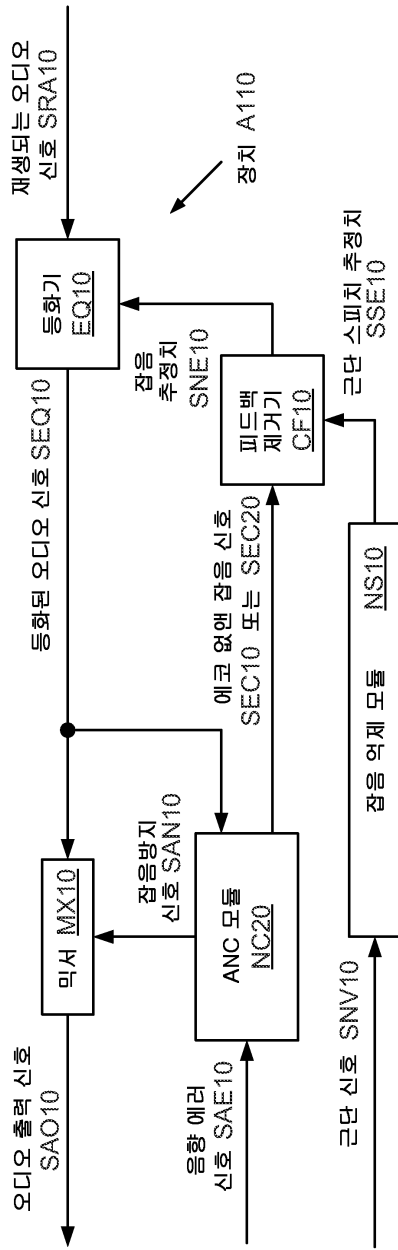 재생되는 오디오
신호 SRA10
장치 A110
등화기
EQ10
잡음
추정치
SNE10
등화된 오디오 신호 SEQ10
피드백
제거기
CF10
근단 스피치 추정치
SSE10
에코 없앤 잡음 신호
SEC10 또는 SEC20
믹서 MX10
잡음방지
신호 SAN10
ANC 모듈
NC20
잡음 억제 모듈 NS10
오디오 출력 신호
SAO10
음향 에러
신호 SAE10
근단 신호 SNV10